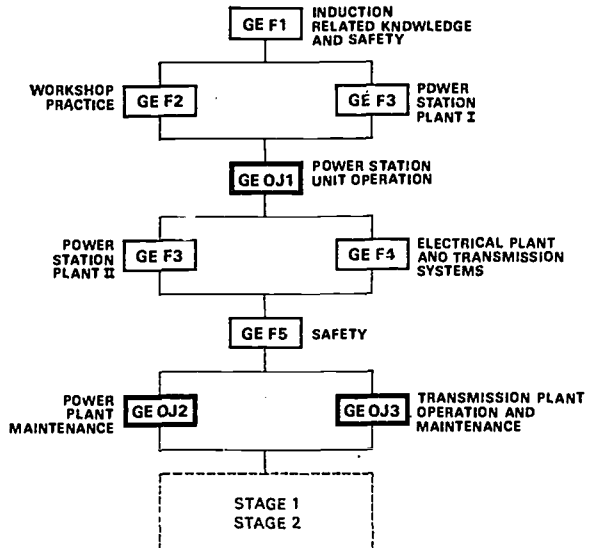 GE F1
INDUCTION
RELATED KNOWLEDGE
AND SAFETY
WORKSHOP
PRACTICE
GE F2
GE F3
POWER
STATION
PLANT I
GE OJ1
POWER STATION
UNIT OPERATION
POWER
STATION
PLANT II
GE F3
GE F4
ELECTRICAL PLANT
AND TRANSMISSION
SYSTEMS
GE F5
SAFETY
POWER
PLANT
MAINTENANCE
GE OJ2
GE OJ3
TRANSMISSION PLANT
OPERATION AND
MAINTENANCE
STAGE 1
STAGE 2